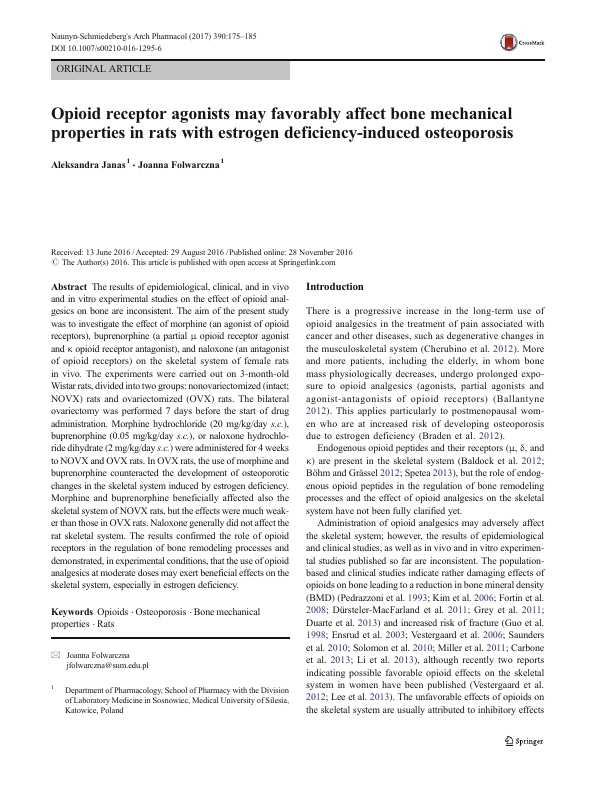 Naunyn-Schmiedeberg's Arch Pharmacol (2017) 390:175–185
DOI 10.1007/s00210-016-1295-6
CrossMark
ORIGINAL ARTICLE
Opioid receptor agonists may favorably affect bone mechanical
properties in rats with estrogen deficiency-induced osteoporosis
Aleksandra Janas¹ · Joanna Folwarczna¹
Received: 13 June 2016 / Accepted: 29 August 2016 / Published online: 28 November 2016
© The Author(s) 2016. This article is published with open access at Springerlink.com
Abstract The results of epidemiological, clinical, and in vivo
and in vitro experimental studies on the effect of opioid anal-
gesics on bone are inconsistent. The aim of the present study
was to investigate the effect of morphine (an agonist of opioid
receptors), buprenorphine (a partial μ opioid receptor agonist
and κ opioid receptor antagonist), and naloxone (an antagonist
of opioid receptors) on the skeletal system of female rats
in vivo. The experiments were carried out on 3-month-old
Wistar rats, divided into two groups: nonovariectomized (intact;
NOVX) rats and ovariectomized (OVX) rats. The bilateral
ovariectomy was performed 7 days before the start of drug
administration. Morphine hydrochloride (20 mg/kg/day s.c.),
buprenorphine (0.05 mg/kg/day s.c.), or naloxone hydrochlo-
ride dihydrate (2 mg/kg/day s.c.) were administered for 4 weeks
to NOVX and OVX rats. In OVX rats, the use of morphine and
buprenorphine counteracted the development of osteoporotic
changes in the skeletal system induced by estrogen deficiency.
Morphine and buprenorphine beneficially affected also the
skeletal system of NOVX rats, but the effects were much weak-
er than those in OVX rats. Naloxone generally did not affect the
rat skeletal system. The results confirmed the role of opioid
receptors in the regulation of bone remodeling processes and
demonstrated, in experimental conditions, that the use of opioid
analgesics at moderate doses may exert beneficial effects on the
skeletal system, especially in estrogen deficiency.
Keywords Opioids · Osteoporosis · Bone mechanical
properties · Rats
Joanna Folwarczna
jfolwarczna@sum.edu.pl
1 Department of Pharmacology, School of Pharmacy with the Division
of Laboratory Medicine in Sosnowiec, Medical University of Silesia,
Katowice, Poland
Introduction
There is a progressive increase in the long-term use of
opioid analgesics in the treatment of pain associated with
cancer and other diseases, such as degenerative changes in
the musculoskeletal system (Cherubino et al. 2012). More
and more patients, including the elderly, in whom bone
mass physiologically decreases, undergo prolonged expo-
sure to opioid analgesics (agonists, partial agonists and
agonist-antagonists of opioid receptors) (Ballantyne
2012). This applies particularly to postmenopausal wom-
en who are at increased risk of developing osteoporosis
due to estrogen deficiency (Braden et al. 2012).
Endogenous opioid peptides and their receptors (μ, δ, and
κ) are present in the skeletal system (Baldock et al. 2012;
Böhm and Grässel 2012; Spetea 2013), but the role of endog-
enous opioid peptides in the regulation of bone remodeling
processes and the effect of opioid analgesics on the skeletal
system have not been fully clarified yet.
Administration of opioid analgesics may adversely affect
the skeletal system; however, the results of epidemiological
and clinical studies, as well as in vivo and in vitro experimen-
tal studies published so far are inconsistent. The population-
based and clinical studies indicate rather damaging effects of
opioids on bone leading to a reduction in bone mineral density
(BMD) (Pedrazzoni et al. 1993; Kim et al. 2006; Fortin et al.
2008; Dürsteler-MacFarland et al. 2011; Grey et al. 2011;
Duarte et al. 2013) and increased risk of fracture (Guo et al.
1998; Ensrud et al. 2003; Vestergaard et al. 2006; Saunders
et al. 2010; Solomon et al. 2010; Miller et al. 2011; Carbone
et al. 2013; Li et al. 2013), although recently two reports
indicating possible favorable opioid effects on the skeletal
system in women have been published (Vestergaard et al.
2012; Lee et al. 2013). The unfavorable effects of opioids on
the skeletal system are usually attributed to inhibitory effects
Springer